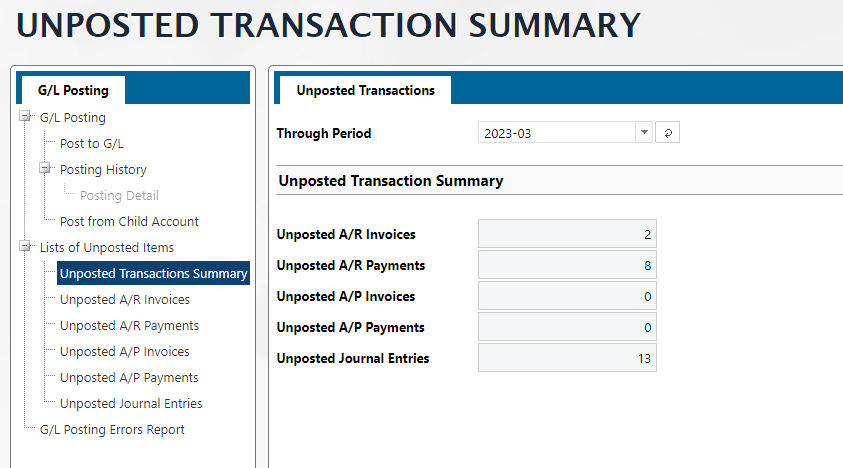 UNPOSTED TRANSACTION SUMMARY
G/L Posting
G/L Posting
Post to G/L
Posting History
Posting Detail
Post from Child Account
Lists of Unposted Items
Unposted Transactions Summary
Unposted A/R Invoices
Unposted A/R Payments
Unposted A/P Invoices
Unposted A/P Payments
Unposted Journal Entries
G/L Posting Errors Report
Unposted Transactions
Through Period 2023-03
Unposted Transaction Summary
Unposted A/R Invoices 2
Unposted A/R Payments 8
Unposted A/P Invoices 0
Unposted A/P Payments 0
Unposted Journal Entries 13